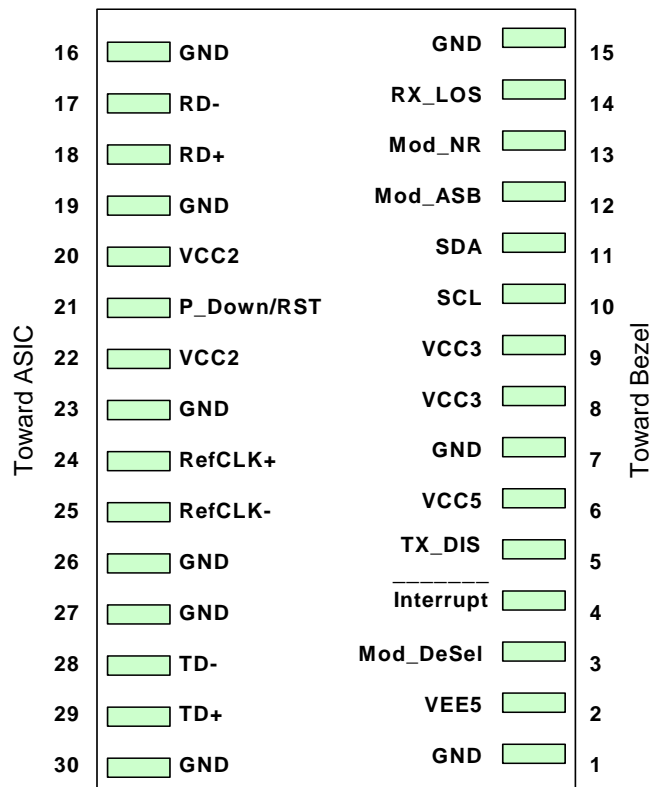 16 GND GND 15
17 RD- RX_LOS 14
18 RD+ Mod_NR 13
19 GND Mod_ASB 12
20 VCC2 SDA 11
21 P_Down/RST SCL 10
22 VCC2 VCC3 9
23 GND VCC3 8
24 RefCLK+ GND 7
25 RefCLK- VCC5 6
26 GND TX_DIS 5
27 GND Interrupt 4
28 TD- Mod_DeSel 3
29 TD+ VEE5 2
30 GND GND 1
Toward ASIC
Toward Bezel